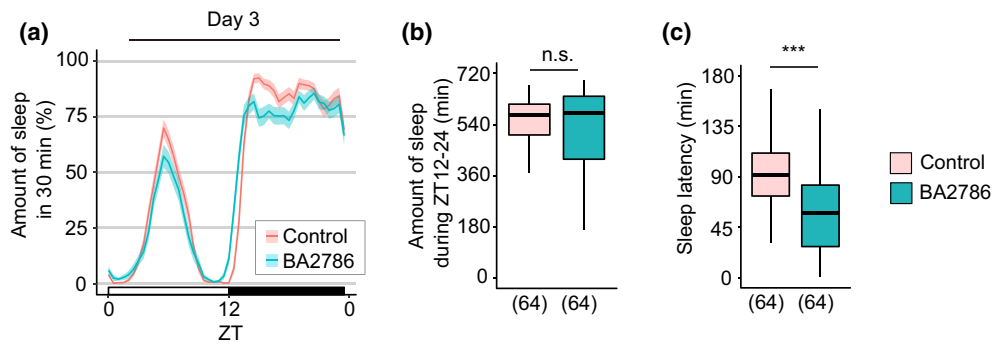 (a)
Day 3
Amount of sleep
in 30 min (%)
100
75
50
25
0
Control
BA2786
0
12
0
ZT
(b)
n.s.
Amount of sleep
during ZT12-24 (min)
720
540
360
180
0
(64)
(64)
(c)
***
Sleep latency (min)
180
135
90
45
0
(64)
(64)
Control
BA2786